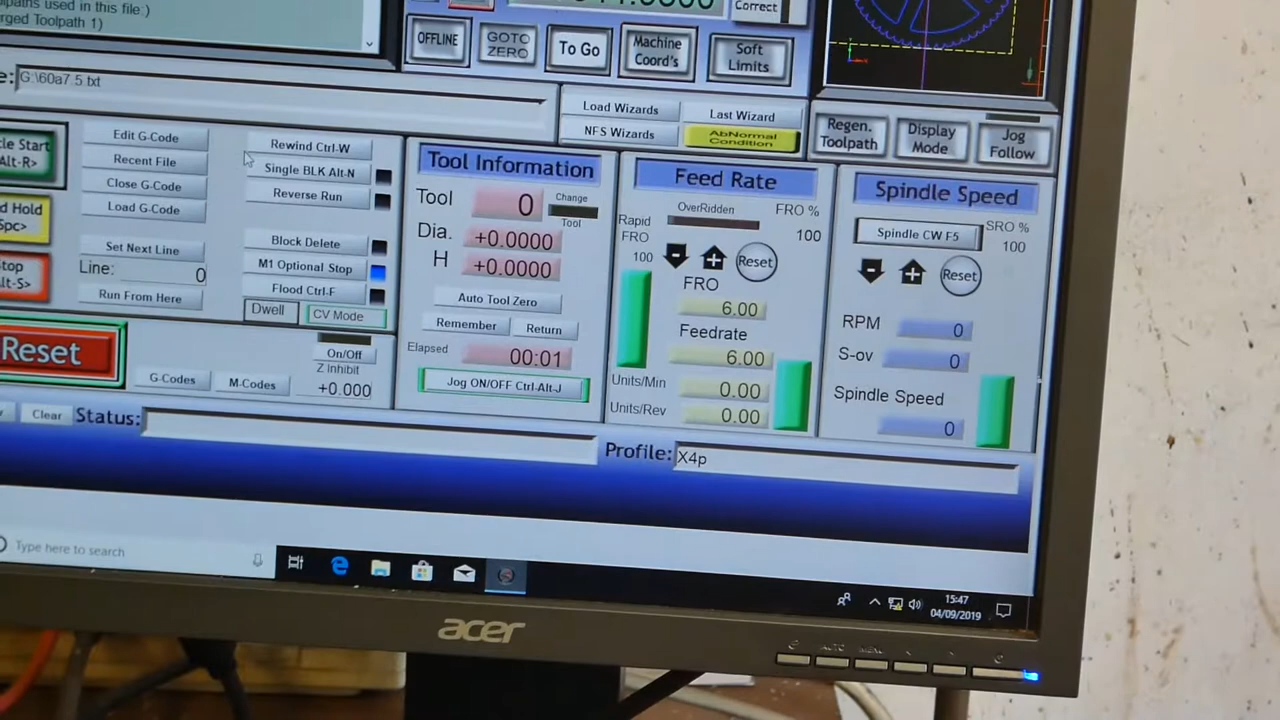 paths used in this file:)
rged Toolpath 1)
Correct
OFFLINE
GOTO ZERO
To Go
Machine Coord's
Soft Limits
G:\60a7.5.txt
Load Wizards
Last Wizard
NFS Wizards
AbNormal Condition
Regen. Toolpath
Display Mode
Jog Follow
cle Start
Alt-R>
Edit G-Code
Recent File
Close G-Code
Load G-Code
Set Next Line
Line: 0
Run From Here
Rewind Ctrl-W
Single BLK Alt-N
Reverse Run
Block Delete
M1 Optional Stop
Flood Ctrl-F
Dwell
CV Mode
d Hold
Spc>
top
lt-S>
Reset
G-Codes
M-Codes
On/Off
Z Inhibit
+0.000
Tool Information
Tool 0
Change Tool
Dia. +0.0000
H +0.0000
Auto Tool Zero
Remember
Return
Elapsed 00:01
Jog ON/OFF Ctrl-Alt-J
Feed Rate
OverRidden
FRO %
100
Rapid
FRO
100
Reset
FRO
6.00
Feedrate
6.00
Units/Min 0.00
Units/Rev 0.00
Spindle Speed
Spindle CW F5
SRO %
100
Reset
RPM 0
S-ov 0
Spindle Speed
0
Clear
Status:
Profile: X4p
Type here to search
15:47
04/09/2019
acer
AUTO
MENU